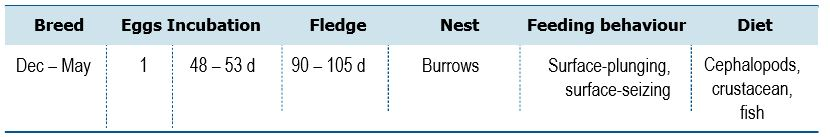 Breed Eggs Incubation Fledge Nest Feeding behaviour Diet
Dec – May 1 48 – 53 d 90 – 105 d Burrows Surface-plunging, Cephalopods,
surface-seizing crustacean,
fish